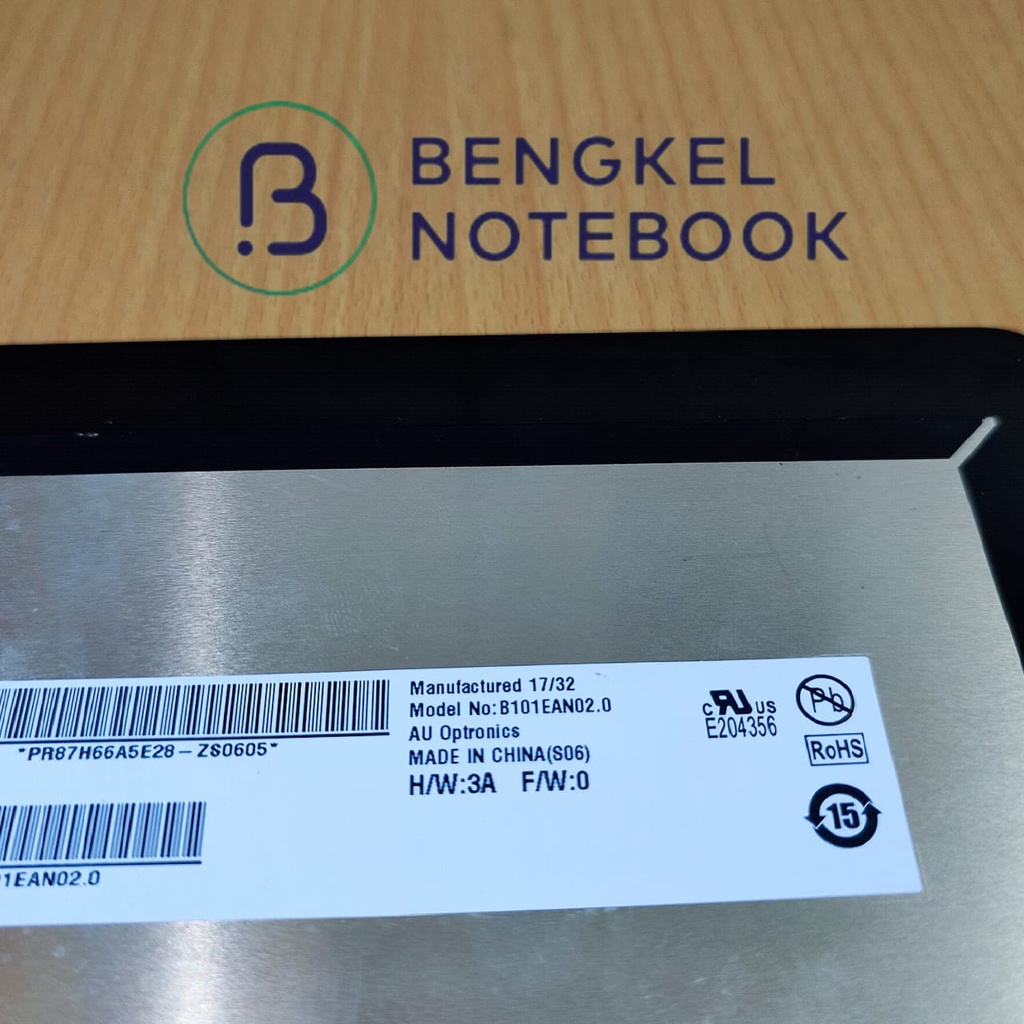 BENGKEL
NOTEBOOK
Manufactured 17/32
Model No:B101EAN02.0
AU Optronics
MADE IN CHINA(S06)
H/W:3A F/W:0
*PR87H66A5E28-ZS0605*
1EAN02.0
c RU US
E204356
Pb
RoHS
15